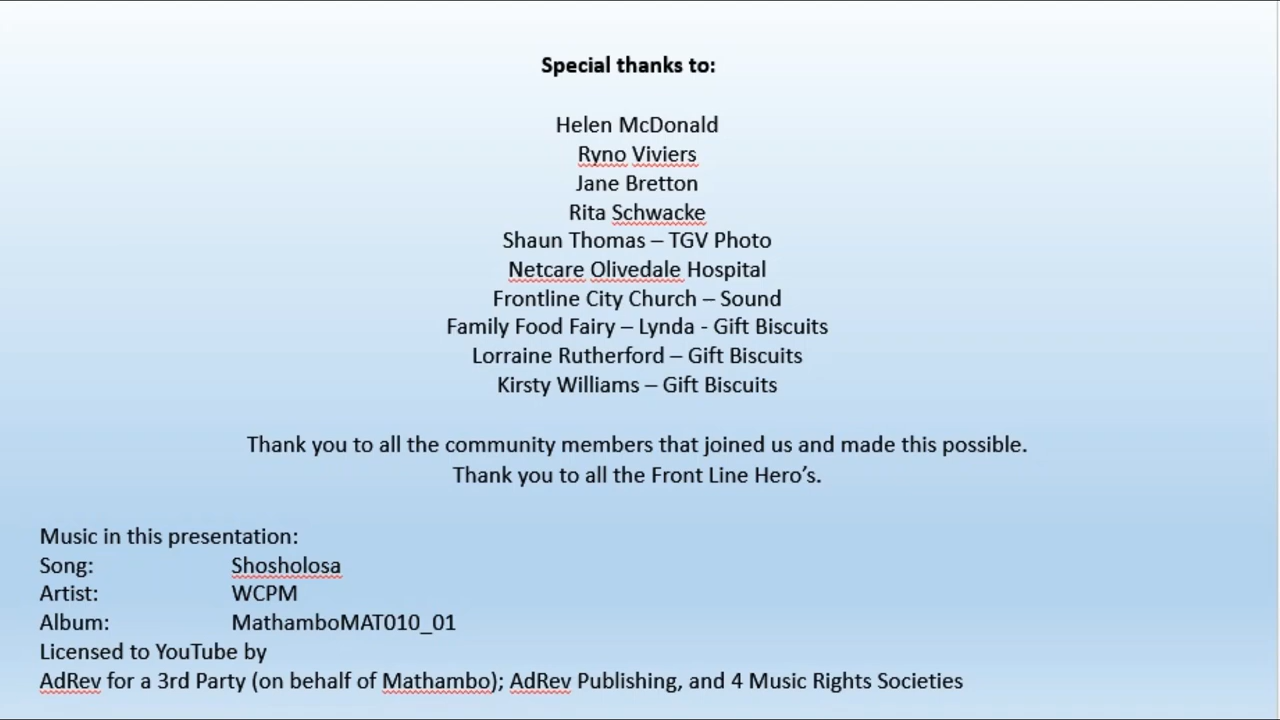 Special thanks to:
Helen McDonald
Ryno Viviers
Jane Bretton
Rita Schwacke
Shaun Thomas – TGV Photo
Netcare Olivedale Hospital
Frontline City Church – Sound
Family Food Fairy – Lynda - Gift Biscuits
Lorraine Rutherford – Gift Biscuits
Kirsty Williams – Gift Biscuits
Thank you to all the community members that joined us and made this possible.
Thank you to all the Front Line Hero’s.
Music in this presentation:
Song: Shosholosa
Artist: WCPM
Album: MathamboMAT010_01
Licensed to YouTube by
AdRev for a 3rd Party (on behalf of Mathambo); AdRev Publishing, and 4 Music Rights Societies